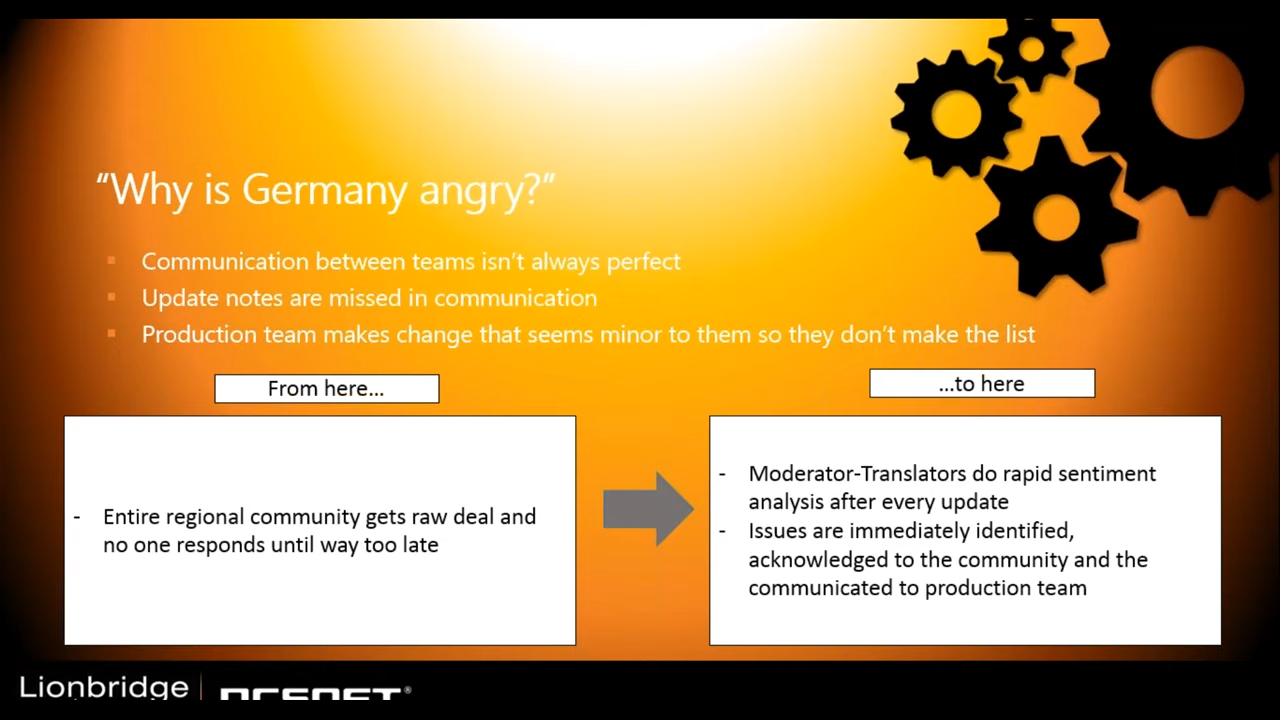 “Why is Germany angry?”
Communication between teams isn’t always perfect
Update notes are missed in communication
Production team makes change that seems minor to them so they don’t make the list
From here...
...to here
- Entire regional community gets raw deal and
no one responds until way too late
- Moderator-Translators do rapid sentiment
analysis after every update
- Issues are immediately identified,
acknowledged to the community and the
communicated to production team
Lionbridge